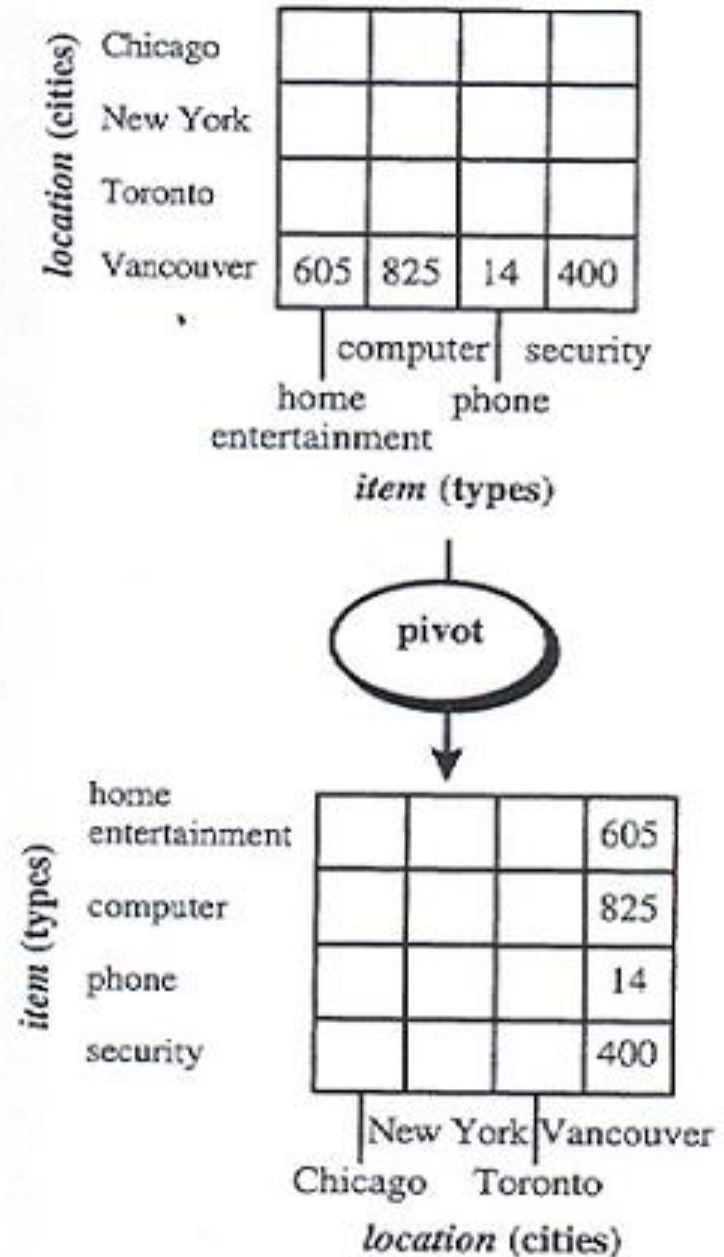 location (cities)
Chicago
New York
Toronto
Vancouver 605 825 14 400
computer security
home phone
entertainment
item (types)
pivot
item (types)
home
entertainment 605
computer 825
phone 14
security 400
New York Vancouver
Chicago Toronto
location (cities)